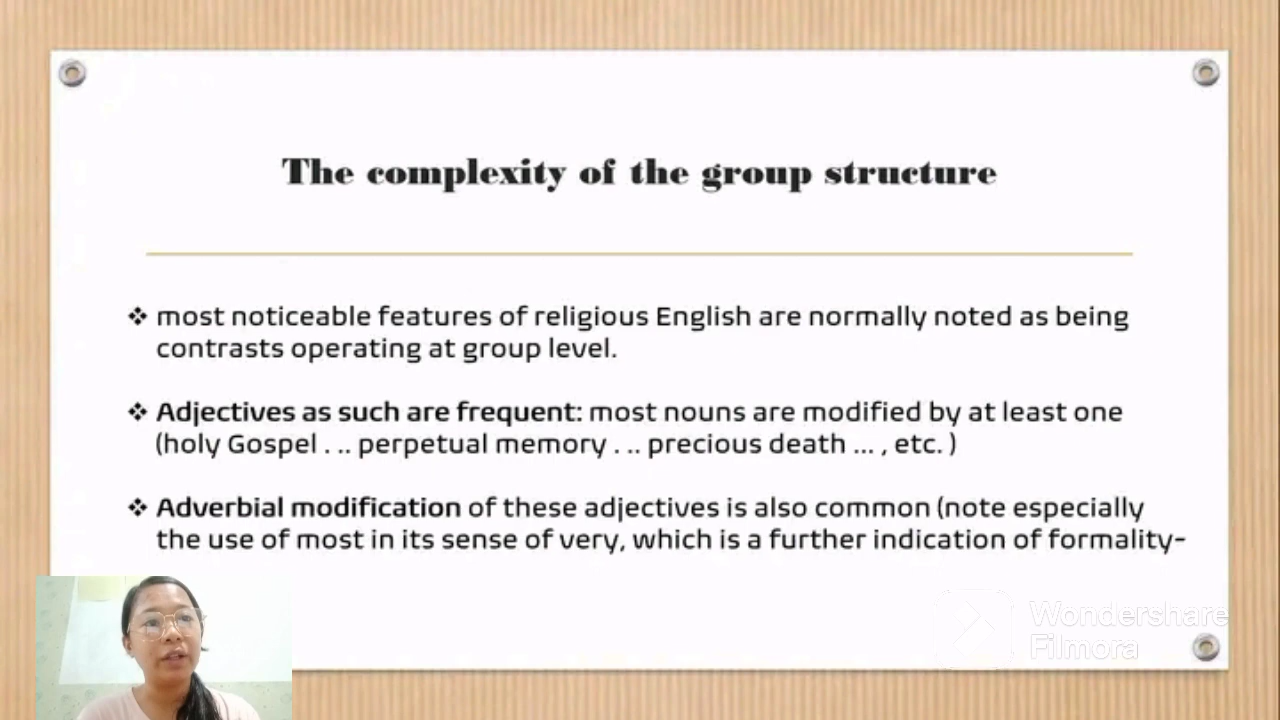 The complexity of the group structure
❖ most noticeable features of religious English are normally noted as being
contrasts operating at group level.
❖ Adjectives as such are frequent: most nouns are modified by at least one
(holy Gospel . .. perpetual memory . .. precious death ... , etc. )
❖ Adverbial modification of these adjectives is also common (note especially
the use of most in its sense of very, which is a further indication of formality-
Wondershare
Filmora